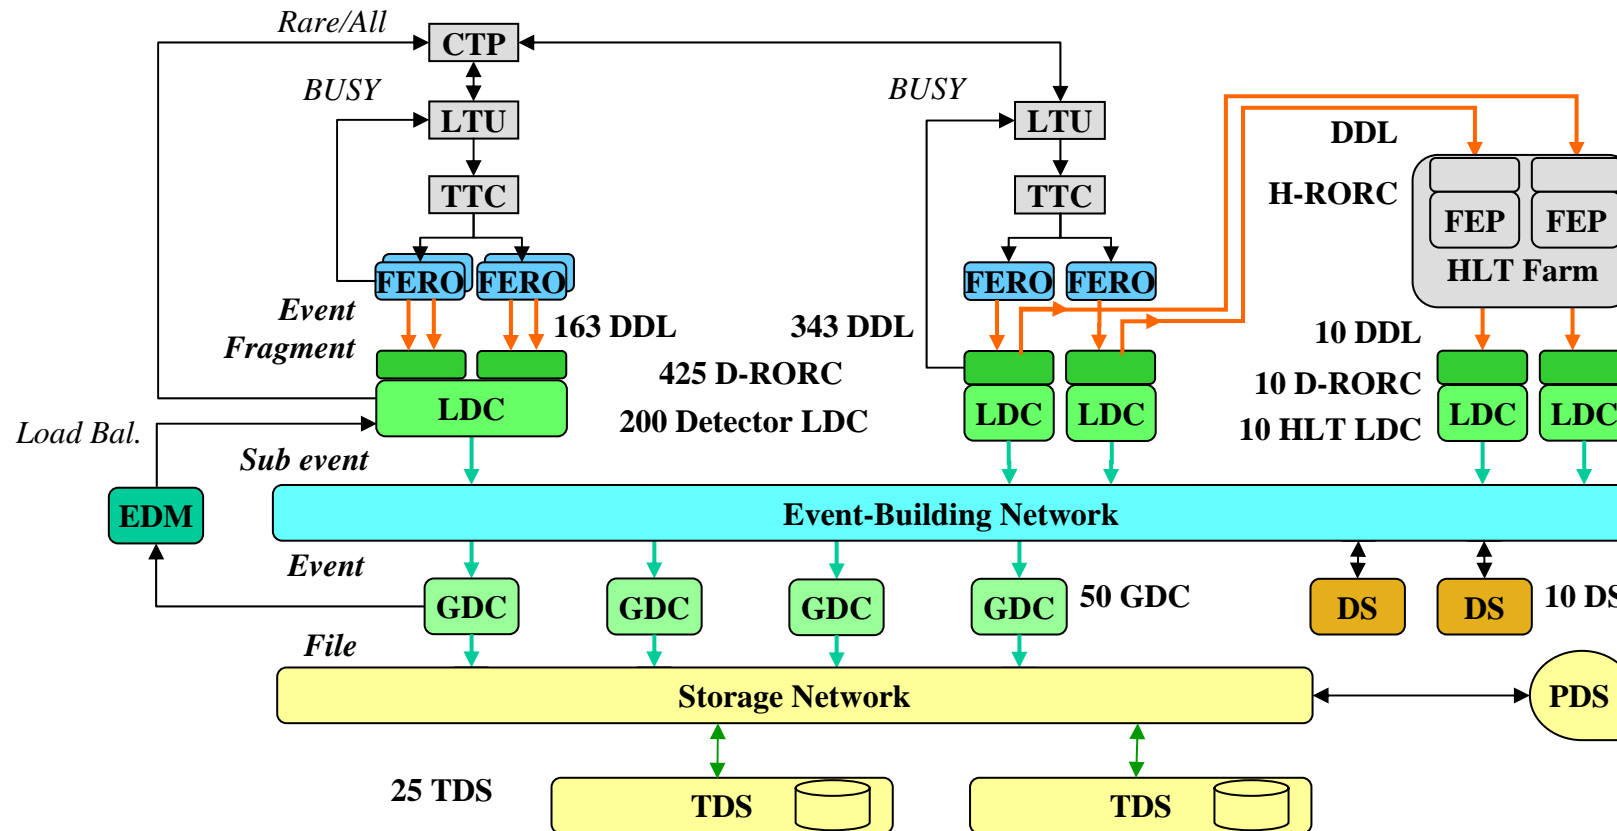 Rare/All
CTP
BUSY
LTU
BUSY
LTU
DDL
TTC
TTC
H-RORC
FEP
FEP
HLT Farm
FERO
FERO
FERO
FERO
Event
Fragment
163 DDL
343 DDL
10 DDL
425 D-RORC
10 D-RORC
LDC
200 Detector LDC
LDC
LDC
10 HLT LDC
LDC
LDC
Load Bal.
Sub event
EDM
Event-Building Network
Event
GDC
GDC
GDC
GDC
50 GDC
DS
DS
10 DS
File
Storage Network
PDS
25 TDS
TDS
TDS